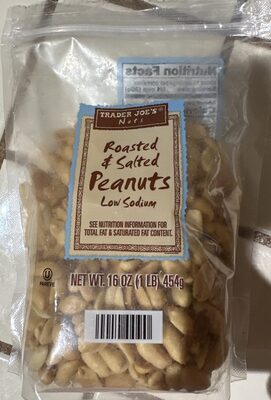 Nutrition Facts
TRADER JOE'S
Nuts
Roasted
& Salted
Peanuts
Low Sodium
SEE NUTRITION INFORMATION FOR
TOTAL FAT & SATURATED FAT CONTENT.
U
PAREVE
NET WT. 16 OZ (1 LB) 454g